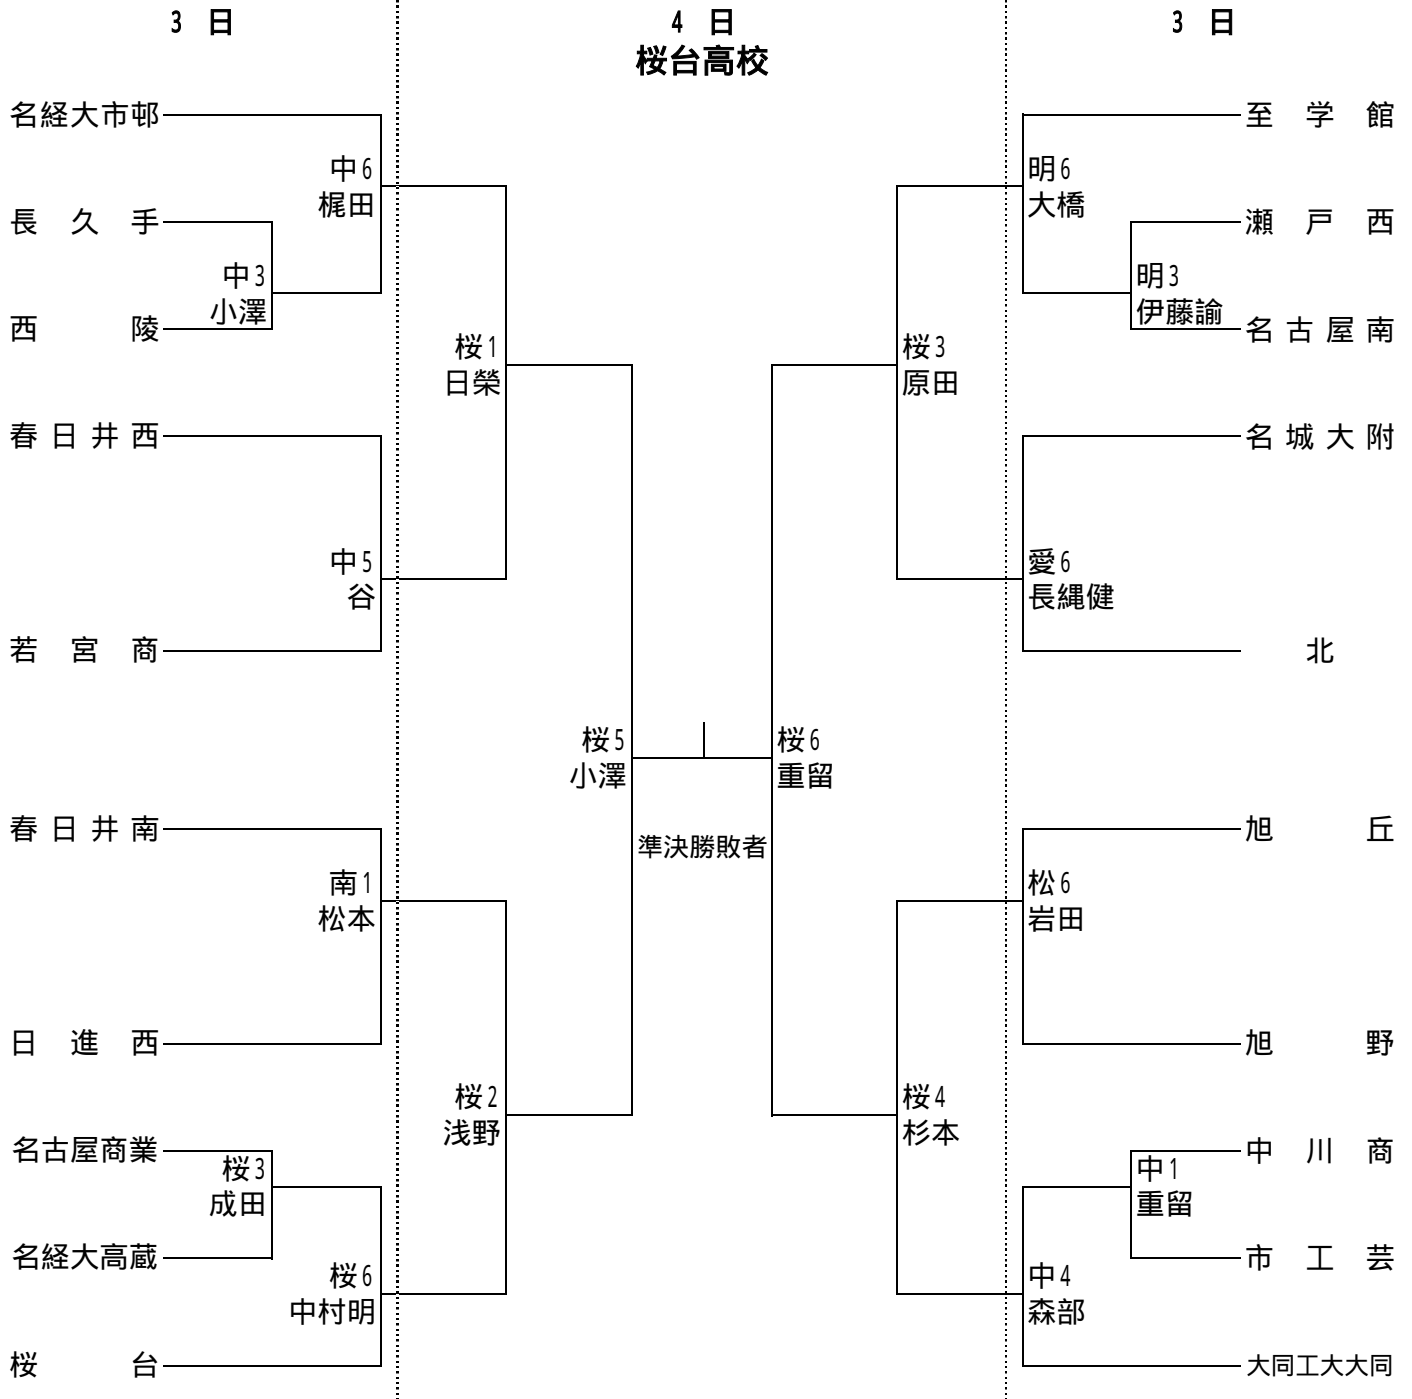 3 日
4 日
3 日
桜台高校
名経大市邨
中6
梶田
長久手
中3
小澤
西陵
桜1
日榮
春日井西
中5
谷
若宮商
桜5
小澤
春日井南
南1
松本
日進西
桜2
浅野
名古屋商業
桜3
成田
名経大高蔵
桜6
中村明
桜台
準決勝敗者
至学館
明6
大橋
瀬戸西
明3
伊藤諭
名古屋南
桜3
原田
名城大附
愛6
長縄健
北
桜6
重留
旭丘
松6
岩田
旭野
桜4
杉本
中川商
中1
重留
市工芸
中4
森部
大同工大大同